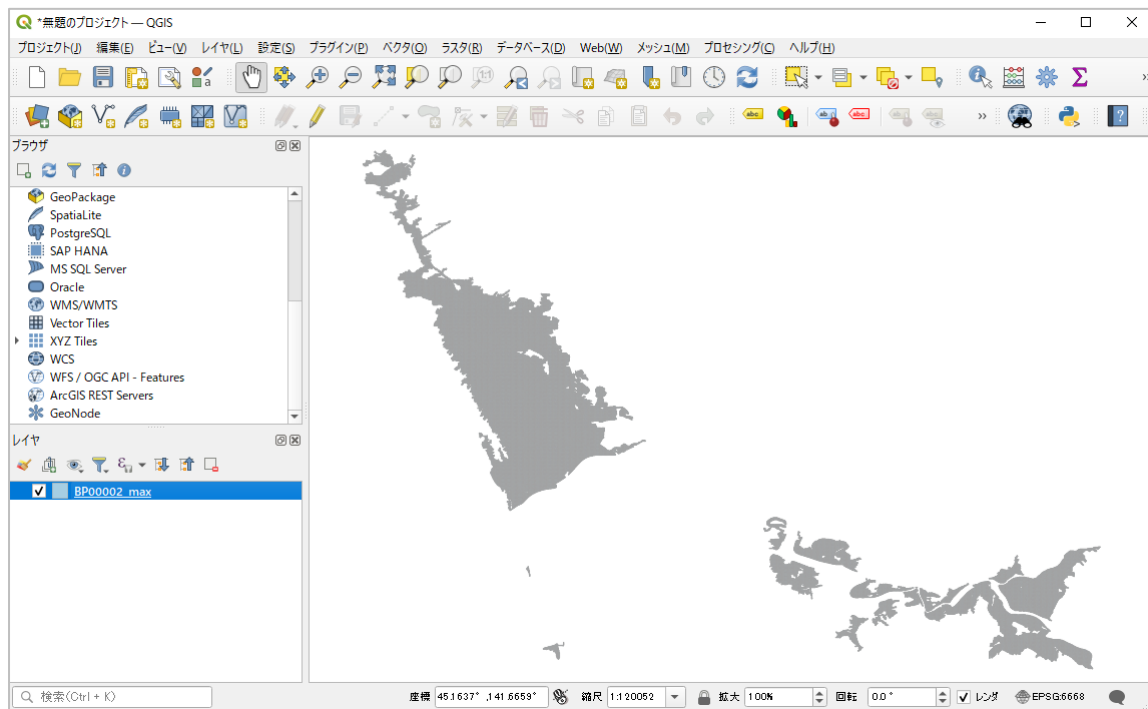 *無題のプロジェクト — QGIS
プロジェクト(J) 編集(E) ビュー(V) レイヤ(L) 設定(S) プラグイン(P) ベクタ(O) ラスタ(R) データベース(D) Web(W) メッシュ(M) プロセシング(C) ヘルプ(H)
ブラウザ
GeoPackage
SpatiaLite
PostgreSQL
SAP HANA
MS SQL Server
Oracle
WMS/WMTS
Vector Tiles
XYZ Tiles
WCS
WFS / OGC API - Features
ArcGIS REST Servers
GeoNode
レイヤ
BP00002_max
検索(Ctrl + K) 座標 45.1637° ,141.6659° 縮尺 1:120052 拡大 100% 回転 0.0 ° レンダ EPSG:6668